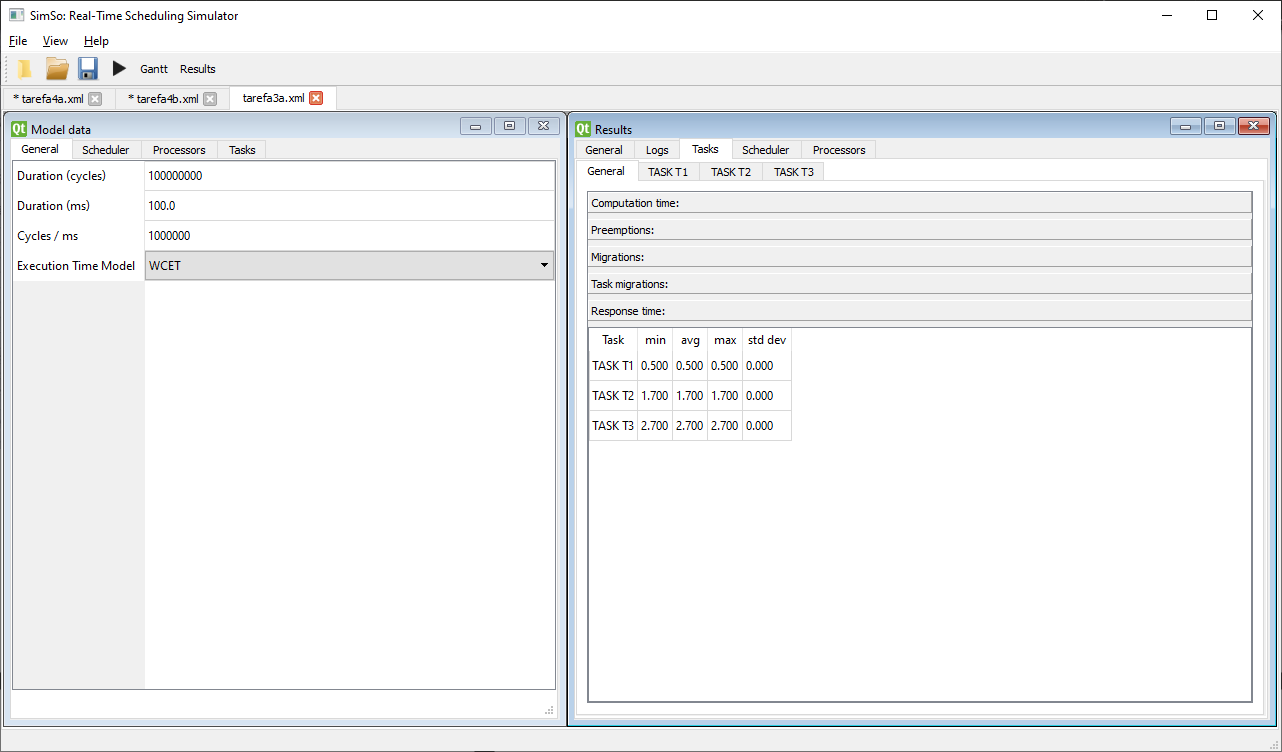 SimSo: Real-Time Scheduling Simulator
File View Help
Gantt Results
* tarefa4a.xml * tarefa4b.xml tarefa3a.xml
Qt Model data
General Scheduler Processors Tasks
Duration (cycles) 100000000
Duration (ms) 100.0
Cycles / ms 1000000
Execution Time Model WCET
Qt Results
General Logs Tasks Scheduler Processors
General TASK T1 TASK T2 TASK T3
Computation time:
Preemptions:
Migrations:
Task migrations:
Response time:
Task min avg max std dev
TASK T1 0.500 0.500 0.500 0.000
TASK T2 1.700 1.700 1.700 0.000
TASK T3 2.700 2.700 2.700 0.000